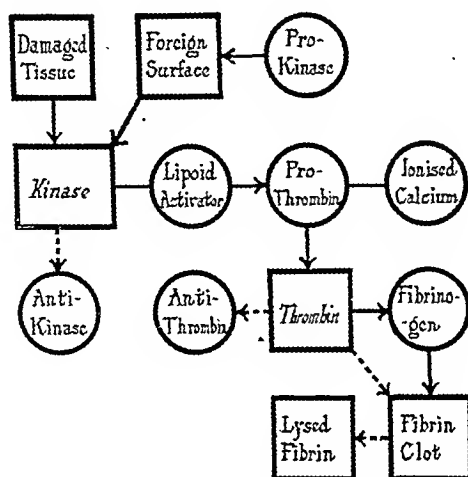 Damaged
Tissue
Foreign
Surface
Pro-
Kinase
Kinase
Lipoid
Activator
Pro-
Thrombin
Ionised
Calcium
Anti-
Kinase
Anti-
Thrombin
Thrombin
Fibrino-
-gen
Lysed
Fibrin
Fibrin
Clot